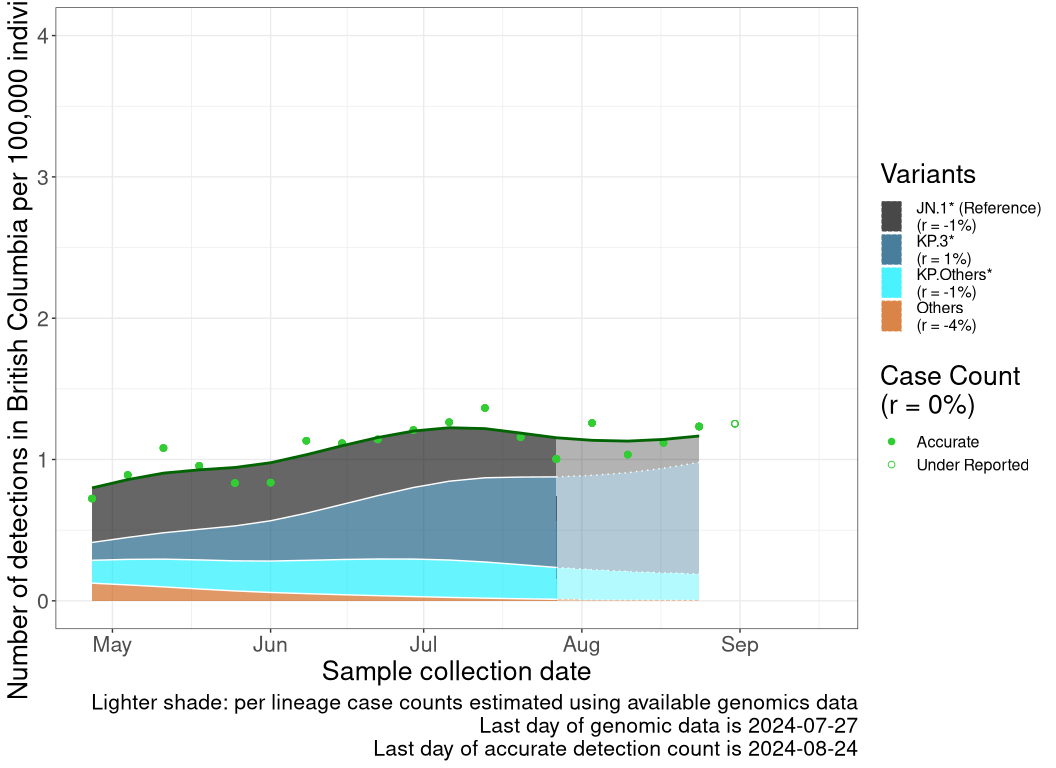 Number of detections in British Columbia per 100,000
4
3
2
1
0
May Jun Jul Aug Sep
Sample collection date
Lighter shade: per lineage case counts estimated using available genomics data
Last day of genomic data is 2024-07-27
Last day of accurate detection count is 2024-08-24
Variants
JN.1* (Reference)
(r = -1%)
KP.3*
(r = 1%)
KP.Others*
(r = -1%)
Others
(r = -4%)
Case Count
(r = 0%)
Accurate
Under Reported